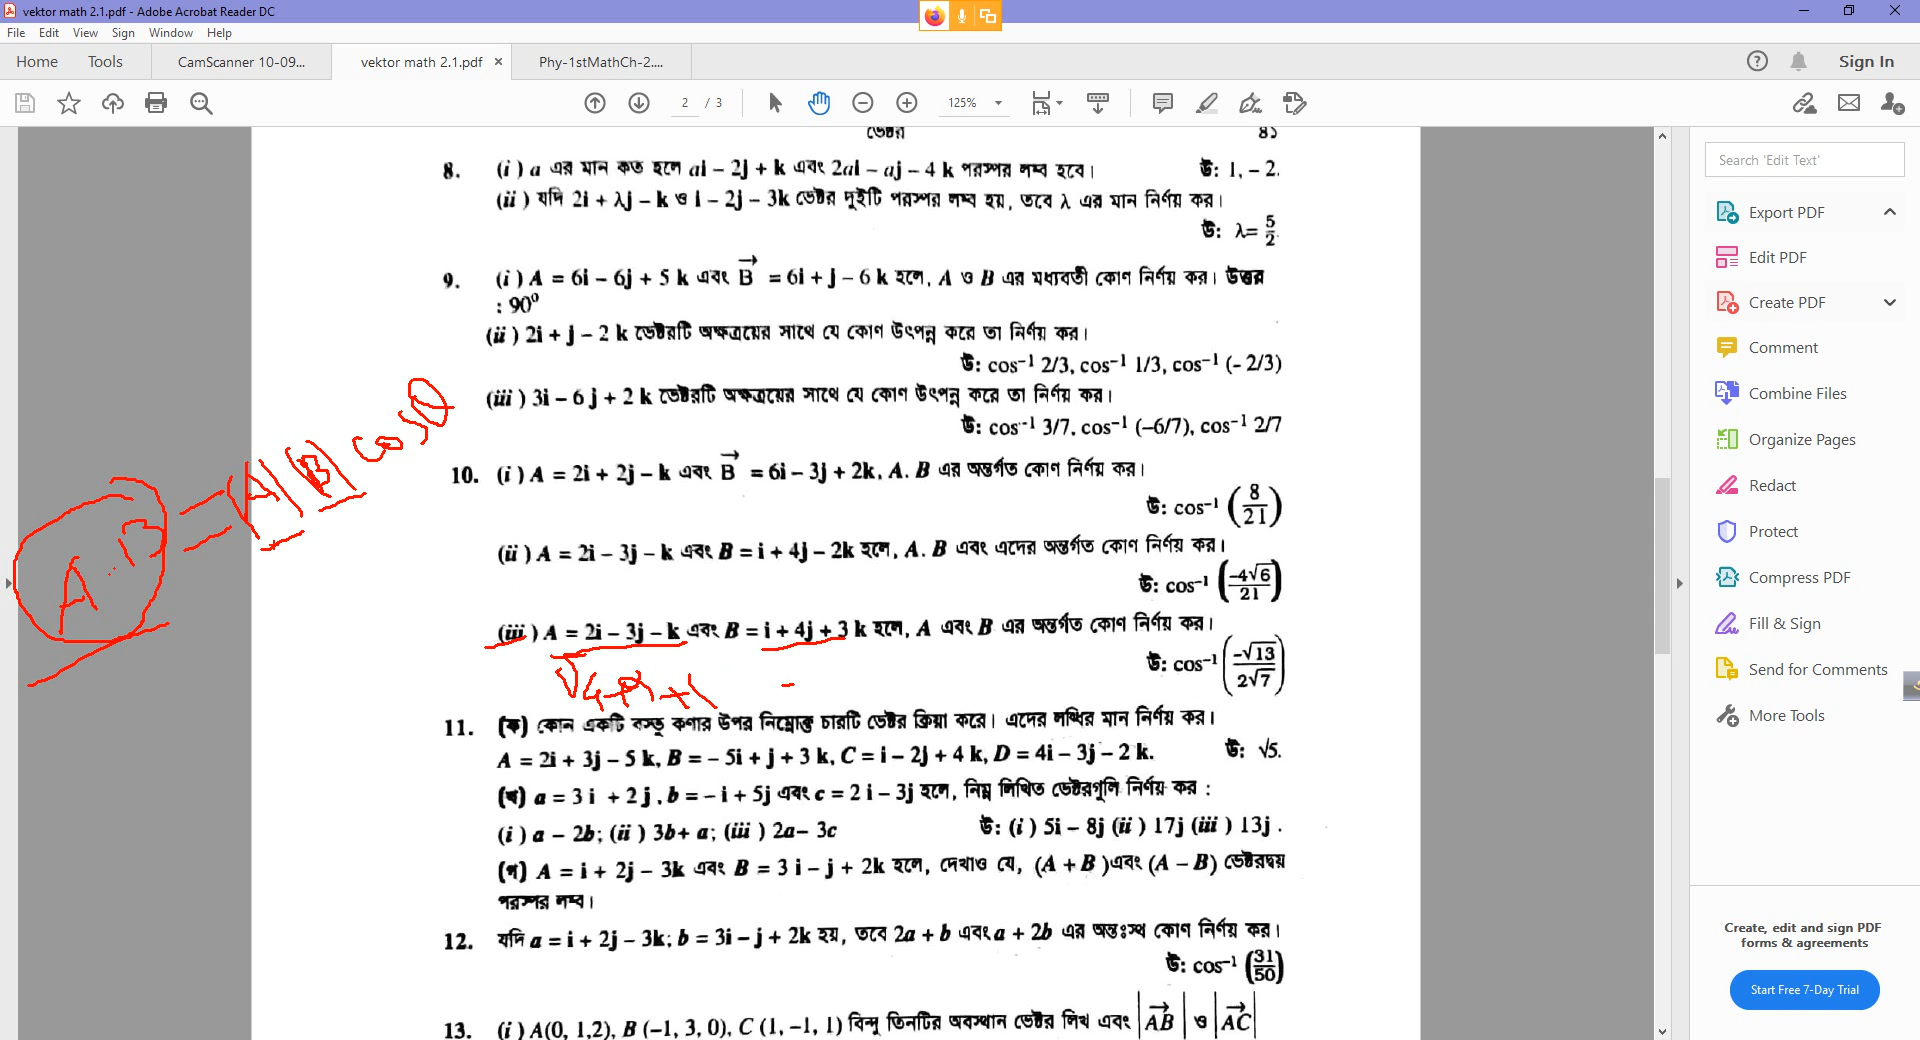 vektor math 2.1.pdf - Adobe Acrobat Reader DC
File Edit View Sign Window Help
Home Tools CamScanner 10-09... vektor math 2.1.pdf × Phy-1stMathCh-2.... Sign In
2 / 3 125%
ভেক্টর ৪১
8. (i) a এর মান কত হলে ai – 2j + k এবং 2ai – aj – 4 k পরস্পর লম্ব হবে। উ: 1, – 2.
(ii) যদি 2i + λj – k ও i – 2j – 3k ভেক্টর দুইটি পরস্পর লম্ব হয়, তবে λ এর মান নির্ণয় কর।
উ: λ= 5/2.
9. (i) A = 6i – 6j + 5 k এবং B⃗ = 6i + j – 6 k হলে, A ও B এর মধ্যবর্তী কোণ নির্ণয় কর। উত্তর
: 90⁰
(ii) 2i + j – 2 k ভেক্টরটি অক্ষত্রয়ের সাথে যে কোণ উৎপন্ন করে তা নির্ণয় কর।
উ: cos⁻¹ 2/3, cos⁻¹ 1/3, cos⁻¹ (- 2/3)
(iii) 3i – 6 j + 2 k ভেক্টরটি অক্ষত্রয়ের সাথে যে কোণ উৎপন্ন করে তা নির্ণয় কর।
উ: cos⁻¹ 3/7, cos⁻¹ (–6/7), cos⁻¹ 2/7
A . B = |A| |B| cosθ
10. (i) A = 2i + 2j – k এবং B⃗ = 6i – 3j + 2k, A. B এর অন্তর্গত কোণ নির্ণয় কর।
উ: cos⁻¹ (8/21)
(ii) A = 2i – 3j – k এবং B = i + 4j – 2k হলে, A. B এবং এদের অন্তর্গত কোণ নির্ণয় কর।
উ: cos⁻¹ (–4√6/21)
(iii) A = 2i – 3j – k এবং B = i + 4j + 3 k হলে, A এবং B এর অন্তর্গত কোণ নির্ণয় কর।
উ: cos⁻¹ (–√13/2√7)
√4+9+1
11. (ক) কোন একটি বস্তু কণার উপর নিম্নোক্ত চারটি ভেক্টর ক্রিয়া করে। এদের লব্ধির মান নির্ণয় কর।
A = 2i + 3j – 5 k, B = – 5i + j + 3 k, C = i – 2j + 4 k, D = 4i – 3j – 2 k. উ: √5.
(খ) a = 3 i + 2 j, b = – i + 5j এবং c = 2 i – 3j হলে, নিম্ন লিখিত ভেক্টরগুলি নির্ণয় কর :
(i) a – 2b; (ii) 3b+ a; (iii) 2a– 3c উ: (i) 5i – 8j (ii) 17j (iii) 13j .
(গ) A = i + 2j – 3k এবং B = 3 i – j + 2k হলে, দেখাও যে, (A + B )এবং (A – B) ভেক্টরদ্বয়
পরস্পর লম্ব।
12. যদি a = i + 2j – 3k; b = 3i – j + 2k হয়, তবে 2a + b এবং a + 2b এর অন্তঃস্থ কোণ নির্ণয় কর।
উ: cos⁻¹ (31/50)
13. (i) A(0, 1,2), B (–1, 3, 0), C (1, –1, 1) বিন্দু তিনটির অবস্থান ভেক্টর লিখ এবং |AB⃗| ও |AC⃗|
Search 'Edit Text'
Export PDF
Edit PDF
Create PDF
Comment
Combine Files
Organize Pages
Redact
Protect
Compress PDF
Fill & Sign
Send for Comments
More Tools
Create, edit and sign PDF
forms & agreements
Start Free 7-Day Trial